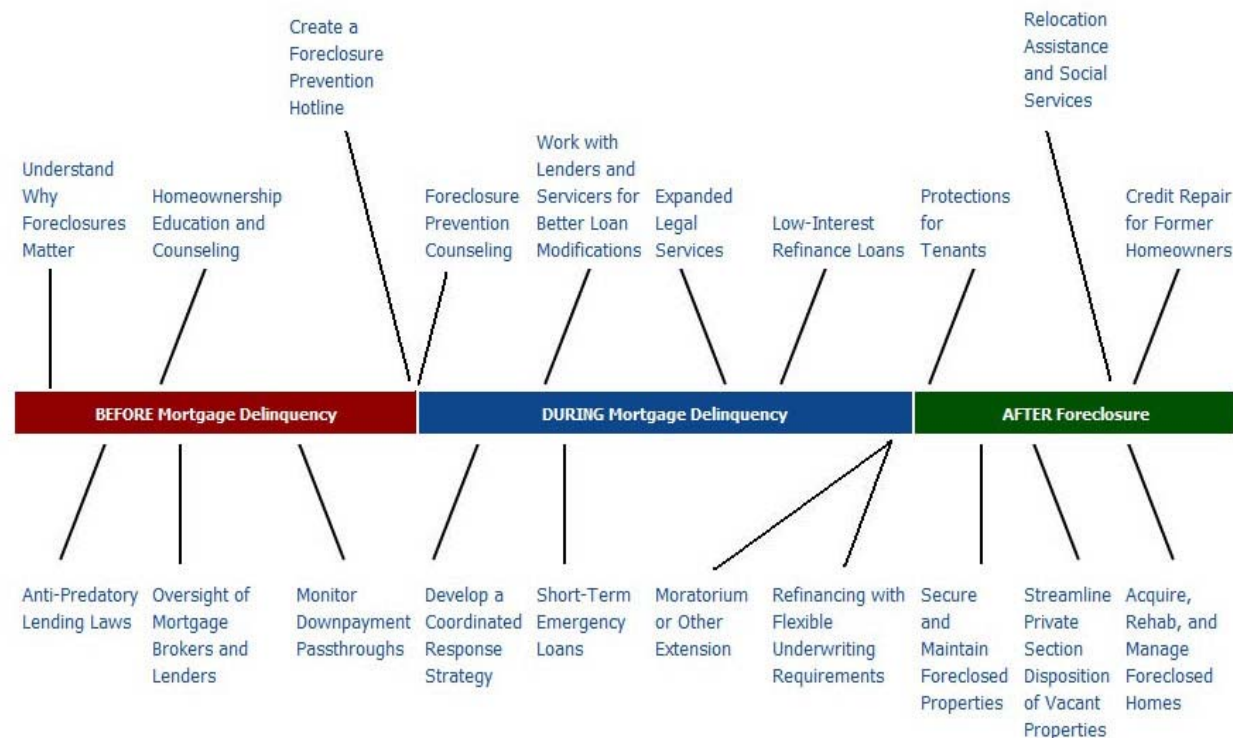 Create a
Foreclosure
Prevention
Hotline
Relocation
Assistance
and Social
Services
Understand
Why
Foreclosures
Matter
Homeownership
Education and
Counseling
Foreclosure
Prevention
Counseling
Work with
Lenders and
Servicers for
Better Loan
Modifications
Expanded
Legal
Services
Low-Interest
Refinance Loans
Protections
for
Tenants
Credit Repair
for Former
Homeowners
BEFORE Mortgage Delinquency
DURING Mortgage Delinquency
AFTER Foreclosure
Anti-Predatory
Lending Laws
Oversight of
Mortgage
Brokers and
Lenders
Monitor
Downpayment
Passthroughs
Develop a
Coordinated
Response
Strategy
Short-Term
Emergency
Loans
Moratorium
or Other
Extension
Refinancing with
Flexible
Underwriting
Requirements
Secure
and
Maintain
Foreclosed
Properties
Streamline
Private
Section
Disposition
of Vacant
Properties
Acquire,
Rehab, and
Manage
Foreclosed
Homes